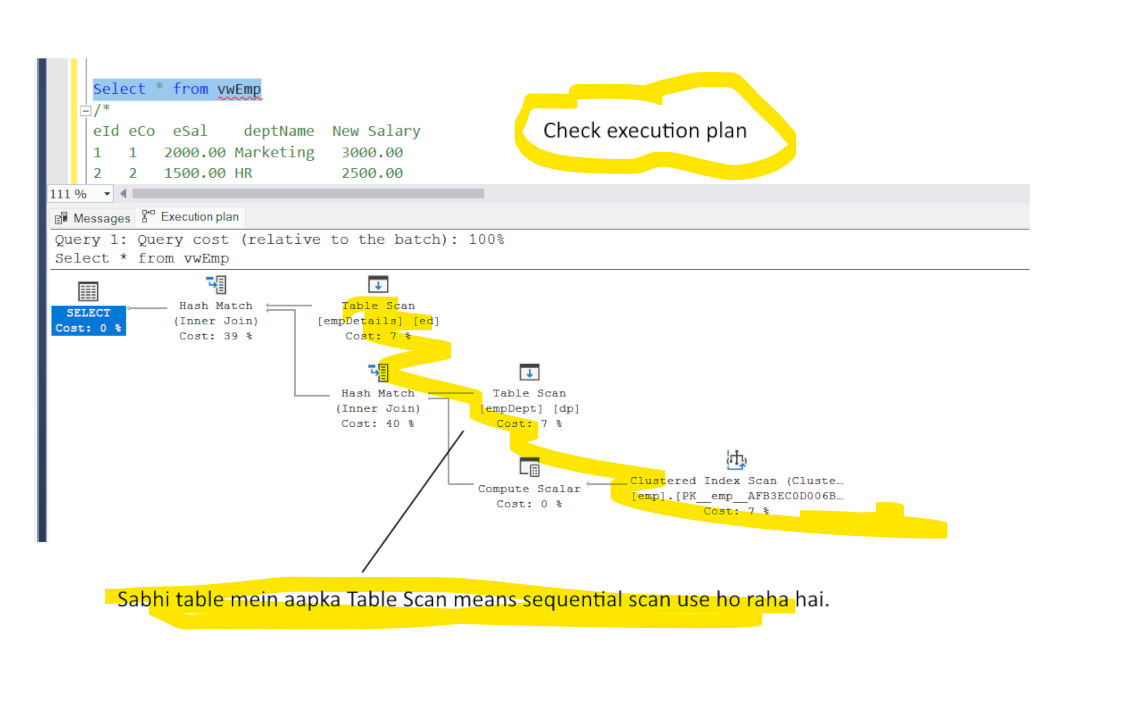 Select * from vwEmp
/*
eId eCo eSal deptName New Salary
1 1 2000.00 Marketing 3000.00
2 2 1500.00 HR 2500.00
Check execution plan
111 %
Messages Execution plan
Query 1: Query cost (relative to the batch): 100%
Select * from vwEmp
SELECT
Cost: 0 %
Hash Match
(Inner Join)
Cost: 39 %
Table Scan
[empDetails] [ed]
Cost: 7 %
Hash Match
(Inner Join)
Cost: 40 %
Table Scan
[empDept] [dp]
Cost: 7 %
Compute Scalar
Cost: 0 %
Clustered Index Scan (Cluste…
[emp].[PK__emp__AFB3EC0D006B…
Cost: 7 %
Sabhi table mein aapka Table Scan means sequential scan use ho raha hai.